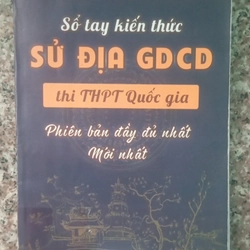 Sổ tay kiến thức
SỬ ĐỊA GDCD
thi THPT Quốc gia
Phiên bản đầy đủ nhất
Mới nhất